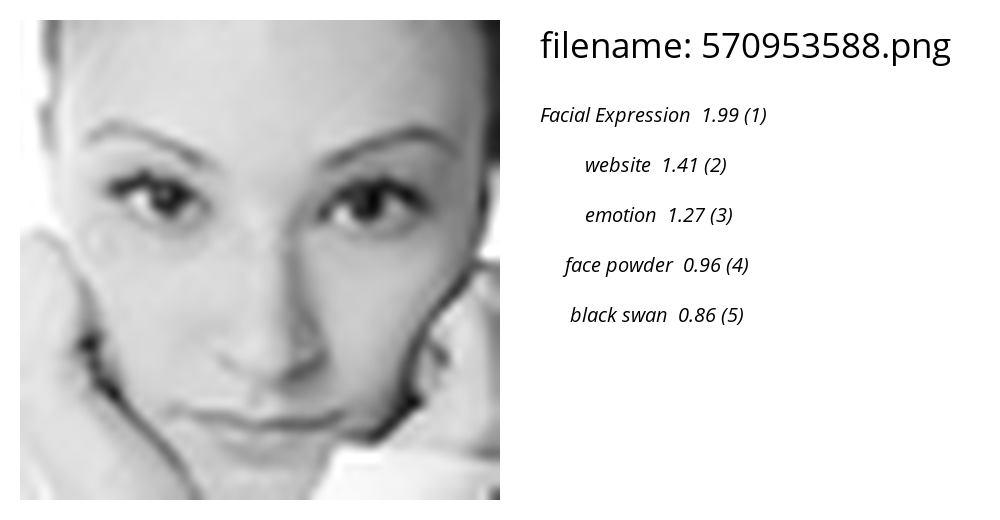 filename: 570953588.png
Facial Expression 1.99 (1)
website 1.41 (2)
emotion 1.27 (3)
face powder 0.96 (4)
black swan 0.86 (5)